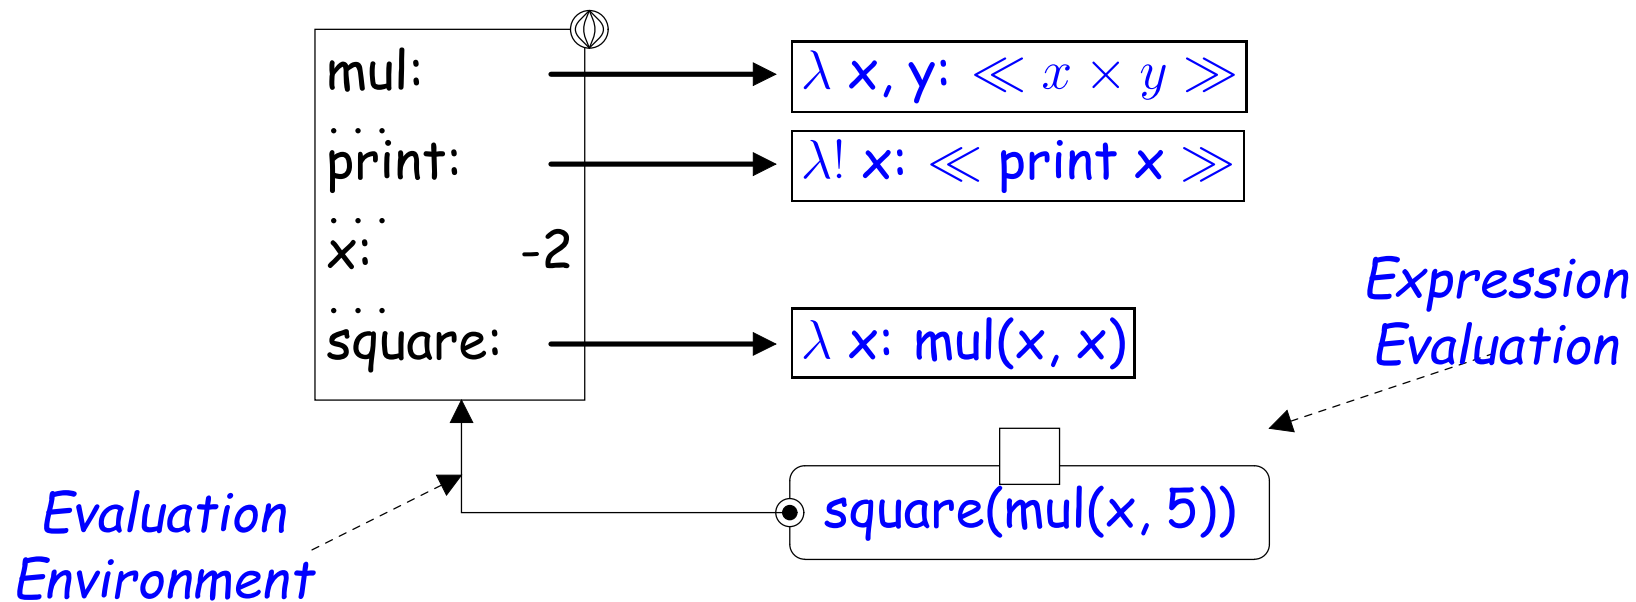 mul:
. . .
print:
. . .
x: -2
. . .
square:
λ x, y: ≪ x × y ≫
λ! x: ≪ print x ≫
λ x: mul(x, x)
Expression
Evaluation
square(mul(x, 5))
Evaluation
Environment